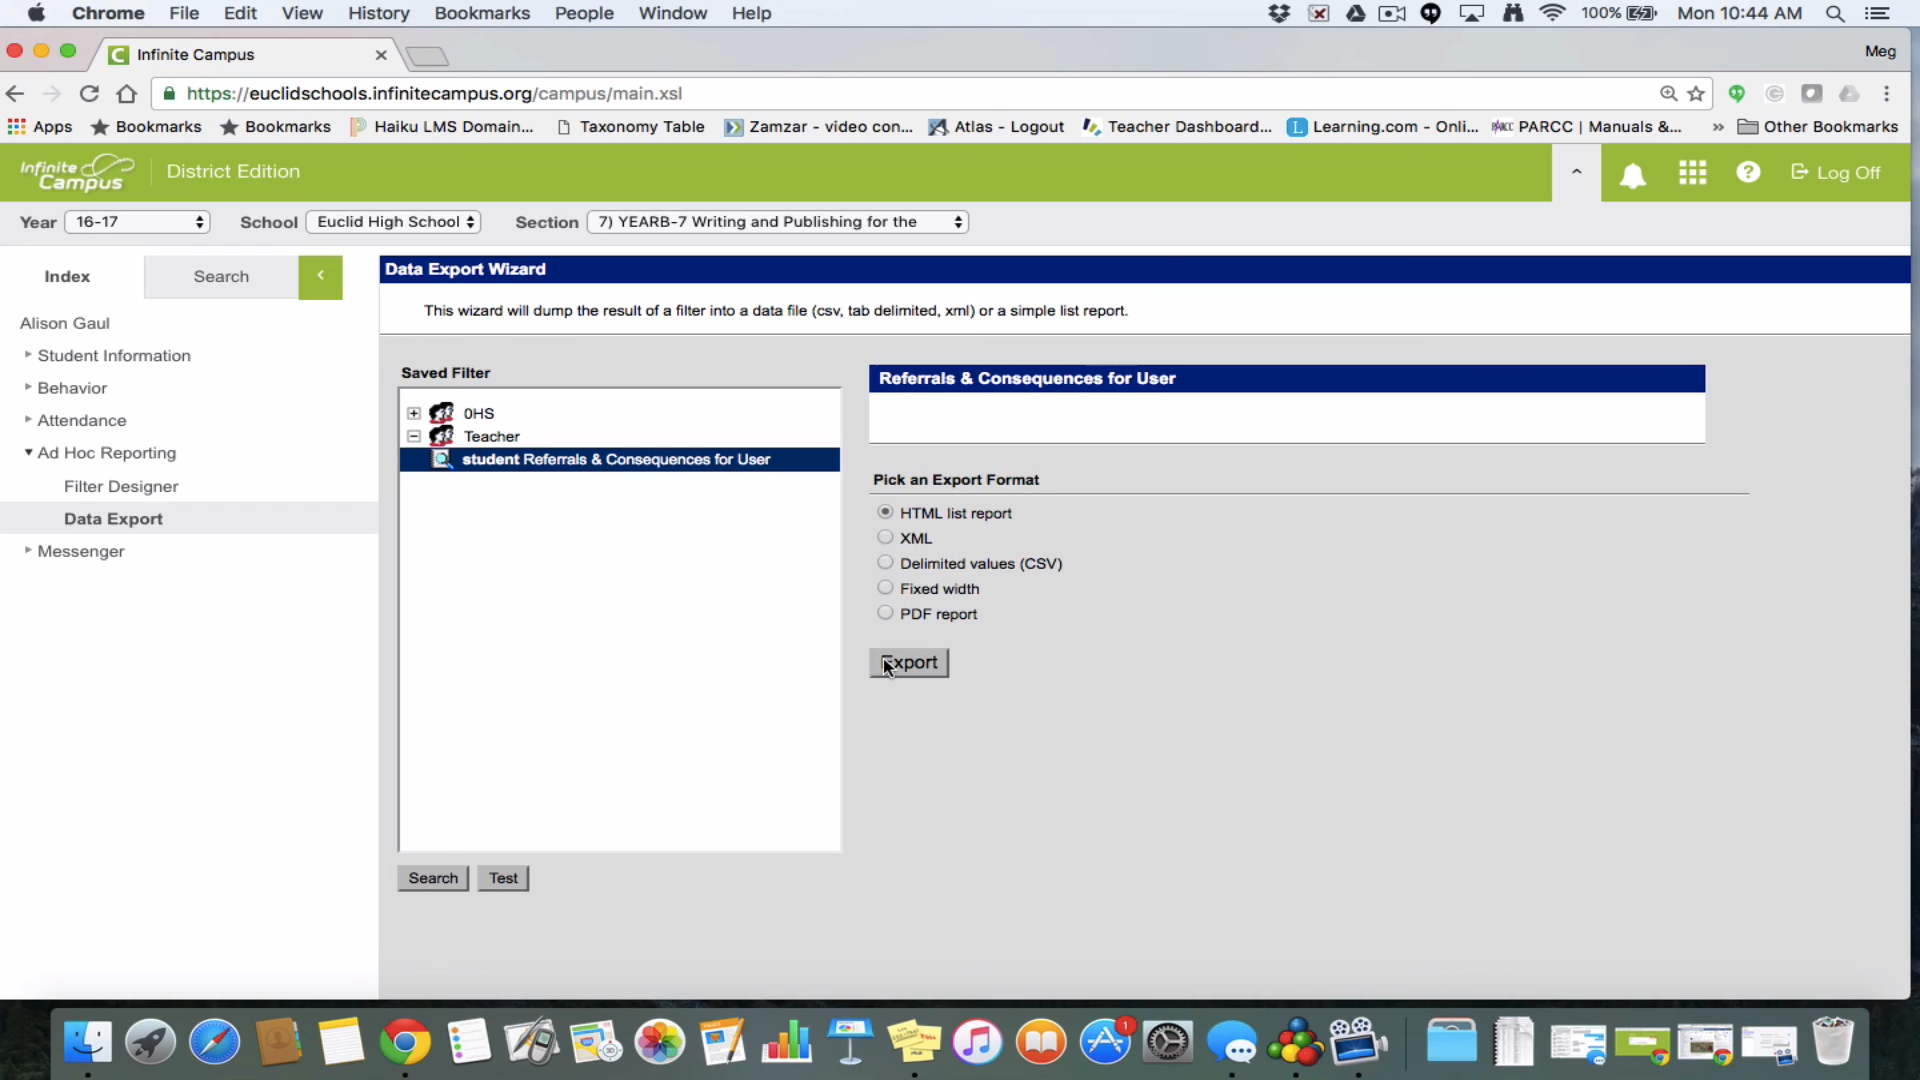 Chrome File Edit View History Bookmarks People Window Help 100% Mon 10:44 AM
Infinite Campus Meg
https://euclidschools.infinitecampus.org/campus/main.xsl
Apps Bookmarks Bookmarks Haiku LMS Domain... Taxonomy Table Zamzar - video con... Atlas - Logout Teacher Dashboard... L Learning.com - Onli... PARCC PARCC | Manuals &... » Other Bookmarks
Infinite Campus District Edition ? Log Off
Year 16-17 School Euclid High School Section 7) YEARB-7 Writing and Publishing for the
Index Search
Data Export Wizard
This wizard will dump the result of a filter into a data file (csv, tab delimited, xml) or a simple list report.
Alison Gaul
Student Information
Behavior
Attendance
Ad Hoc Reporting
Filter Designer
Data Export
Messenger
Saved Filter
0HS
Teacher
student Referrals & Consequences for User
Search Test
Referrals & Consequences for User
Pick an Export Format
HTML list report
XML
Delimited values (CSV)
Fixed width
PDF report
Export
1